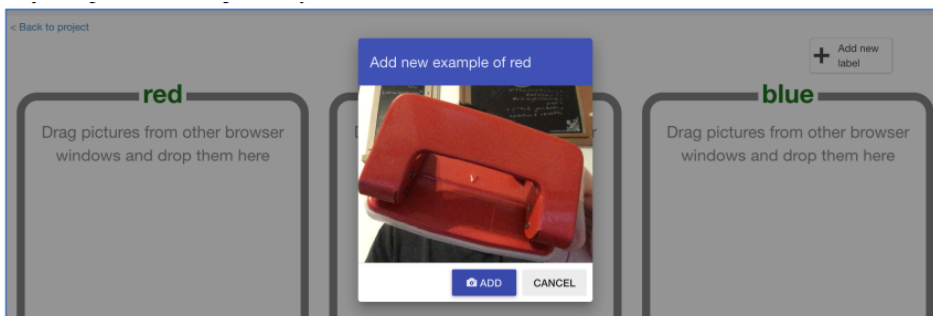 < Back to project
Add new example of red
Add new
label
red
blue
Drag pictures from other browser
windows and drop them here
Drag pictures from other browser
windows and drop them here
ADD
CANCEL